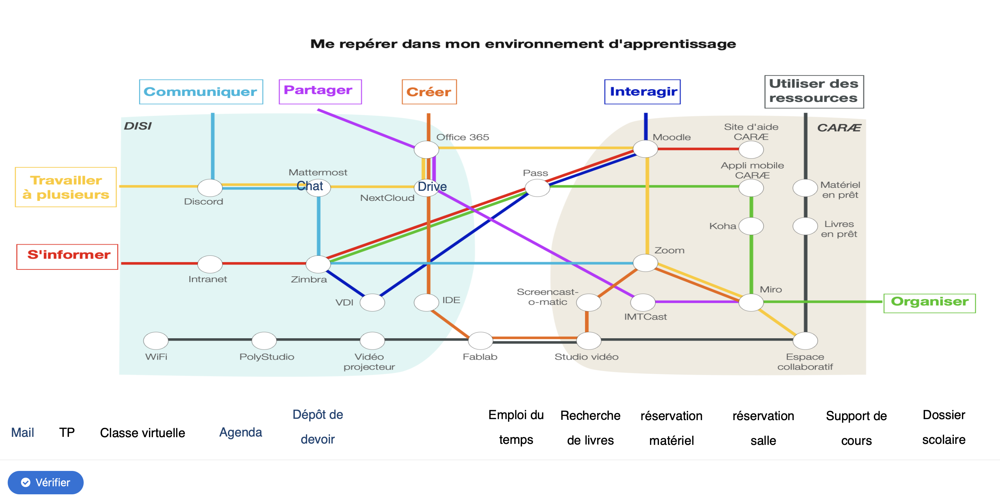 Me repérer dans mon environnement d'apprentissage
Communiquer
Partager
Créer
Interagir
Utiliser des
ressources
DISI
CARÆ
Office 365
Moodle
Site d'aide
CARÆ
Travailler
à plusieurs
Mattermost
Chat
Discord
NextCloud
Drive
Pass
Appli mobile
CARÆ
Matériel
en prêt
Koha
Livres
en prêt
S'informer
Intranet
Zimbra
Zoom
VDI
IDE
Screencast-
o-matic
IMTCast
Miro
Organiser
WiFi
PolyStudio
Vidéo
projecteur
Fablab
Studio vidéo
Espace
collaboratif
Mail
TP
Classe virtuelle
Agenda
Dépôt de
devoir
Emploi du
temps
Recherche
de livres
réservation
matériel
réservation
salle
Support de
cours
Dossier
scolaire
Vérifier